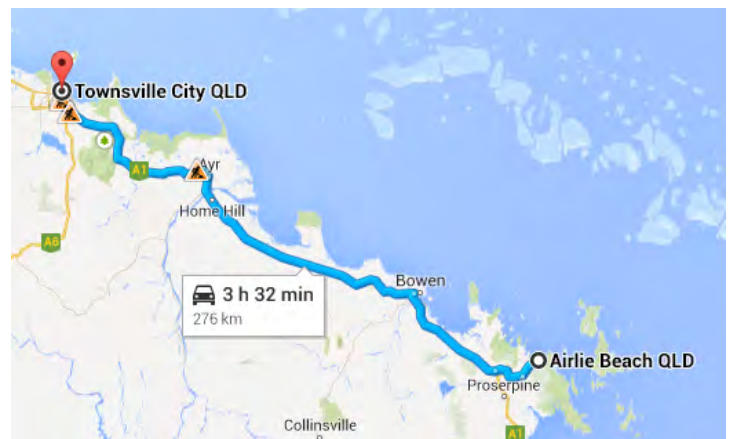 Townsville City QLD
Ayr
A1
Home Hill
A6
3 h 32 min
276 km
Bowen
Airlie Beach QLD
Proserpine
Collinsville
A1